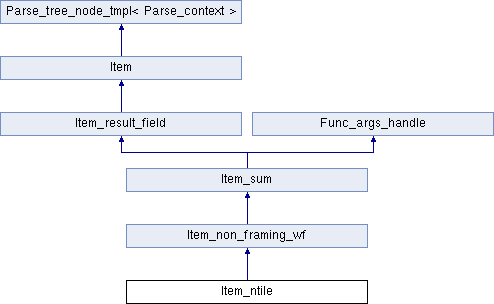 Parse_tree_node_tmpl< Parse_context >
Item
Item_result_field
Func_args_handle
Item_sum
Item_non_framing_wf
Item_ntile